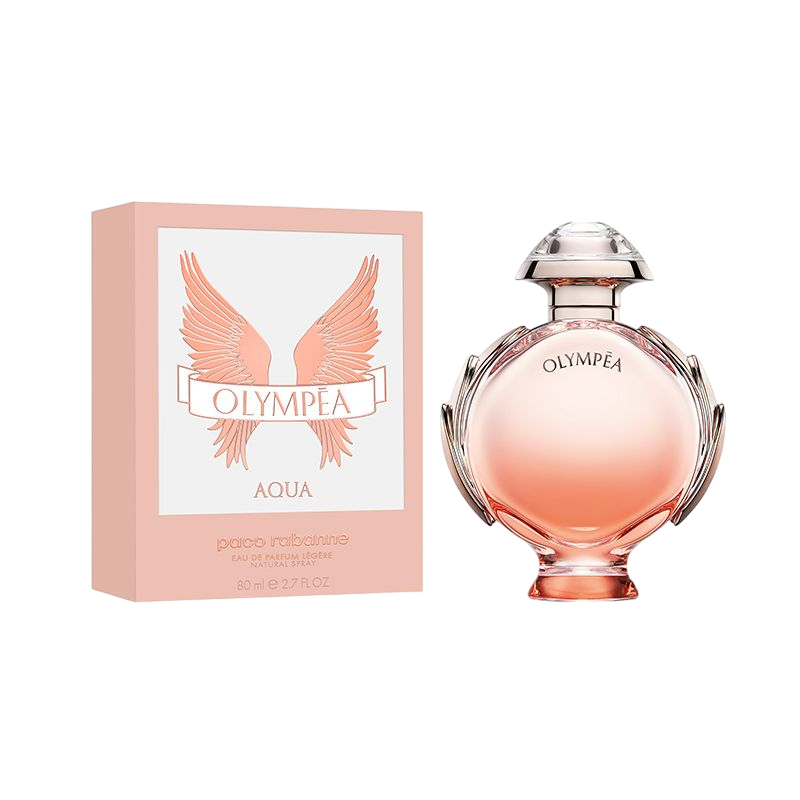 OLYMPĒA
AQUA
paco rabanne
EAU DE PARFUM LÉGÈRE
NATURAL SPRAY
80 ml ℮ 2.7 FL OZ
OLYMPĒA